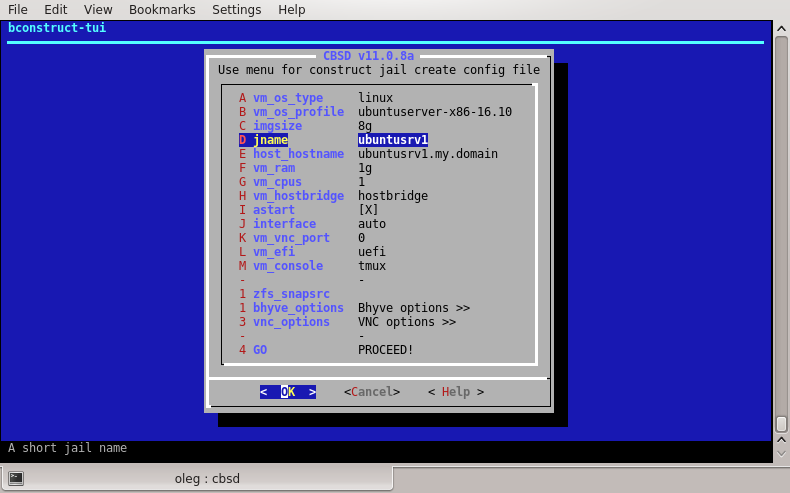 File Edit View Bookmarks Settings Help
bconstruct-tui
CBSD v11.0.8a
Use menu for construct jail create config file
A vm_os_type linux
B vm_os_profile ubuntuserver-x86-16.10
C imgsize 8g
D jname ubuntusrv1
E host_hostname ubuntusrv1.my.domain
F vm_ram 1g
G vm_cpus 1
H vm_hostbridge hostbridge
I astart [X]
J interface auto
K vm_vnc_port 0
L vm_efi uefi
M vm_console tmux
- -
1 zfs_snapsrc
1 bhyve_options Bhyve options >>
3 vnc_options VNC options >>
- -
4 GO PROCEED!
< OK > <Cancel> < Help >
A short jail name
oleg : cbsd